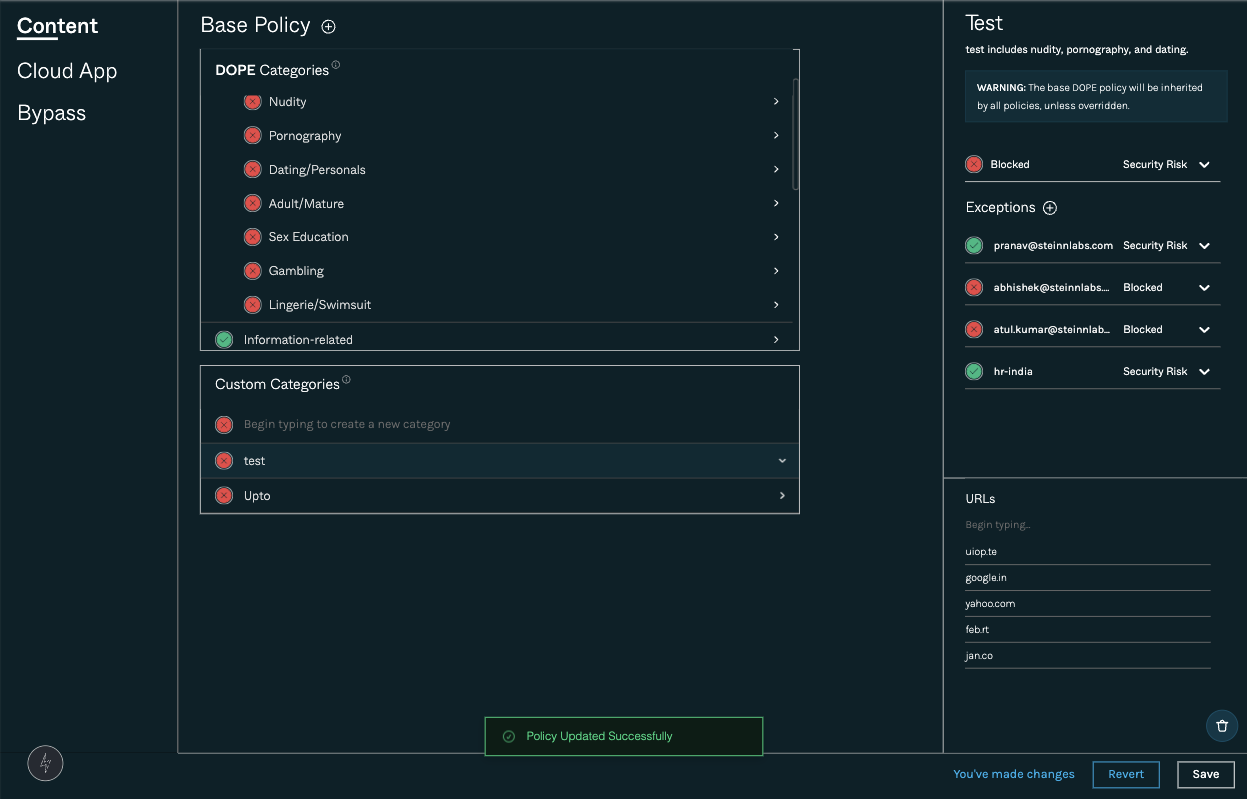 Content
Cloud App
Bypass
Base Policy
DOPE Categories
Nudity
Pornography
Dating/Personals
Adult/Mature
Sex Education
Gambling
Lingerie/Swimsuit
Information-related
Custom Categories
Begin typing to create a new category
test
Upto
Policy Updated Successfully
Test
test includes nudity, pornography, and dating.
WARNING: The base DOPE policy will be inherited
by all policies, unless overridden.
Blocked Security Risk
Exceptions
pranav@steinnlabs.com Security Risk
abhishek@steinnlabs.... Blocked
atul.kumar@steinnlab... Blocked
hr-india Security Risk
URLs
Begin typing...
uiop.te
google.in
yahoo.com
feb.rt
jan.co
You've made changes Revert Save